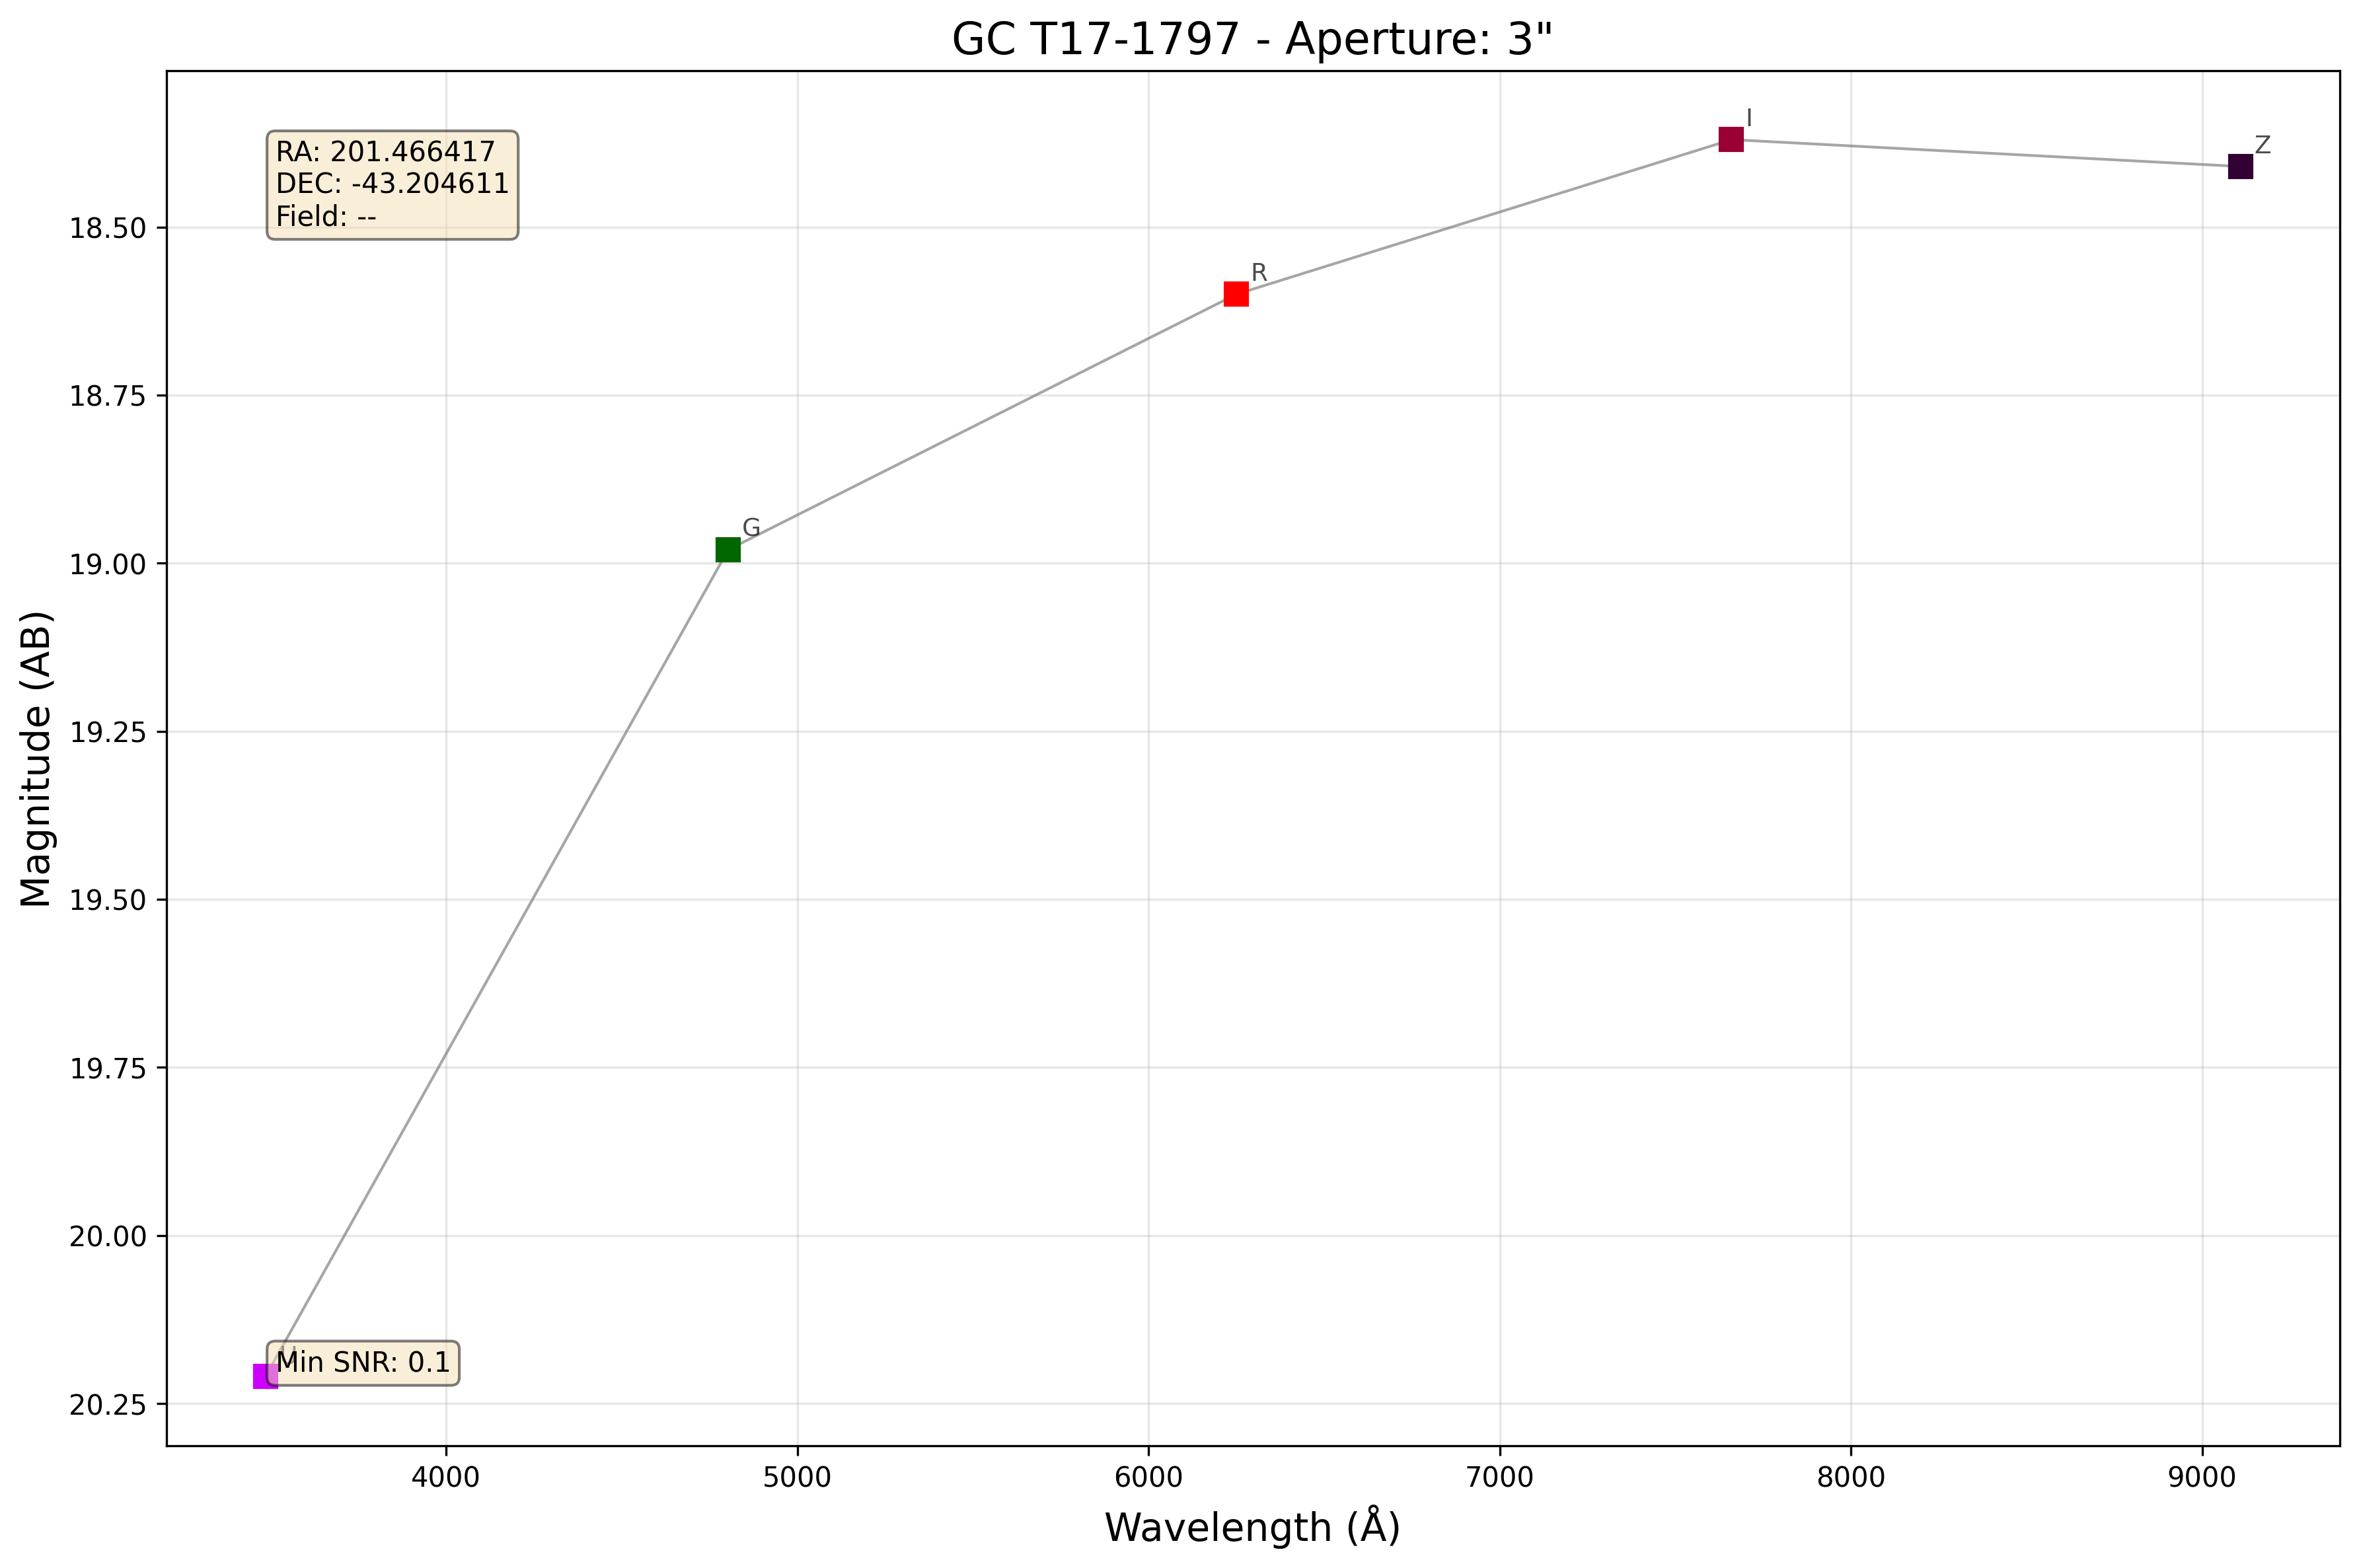 GC T17-1797 - Aperture: 3"
RA: 201.466417
DEC: -43.204611
Field: --
I
Z
R
G
Min SNR: 0.1
18.50
18.75
19.00
19.25
19.50
19.75
20.00
20.25
Magnitude (AB)
4000
5000
6000
7000
8000
9000
Wavelength (Å)